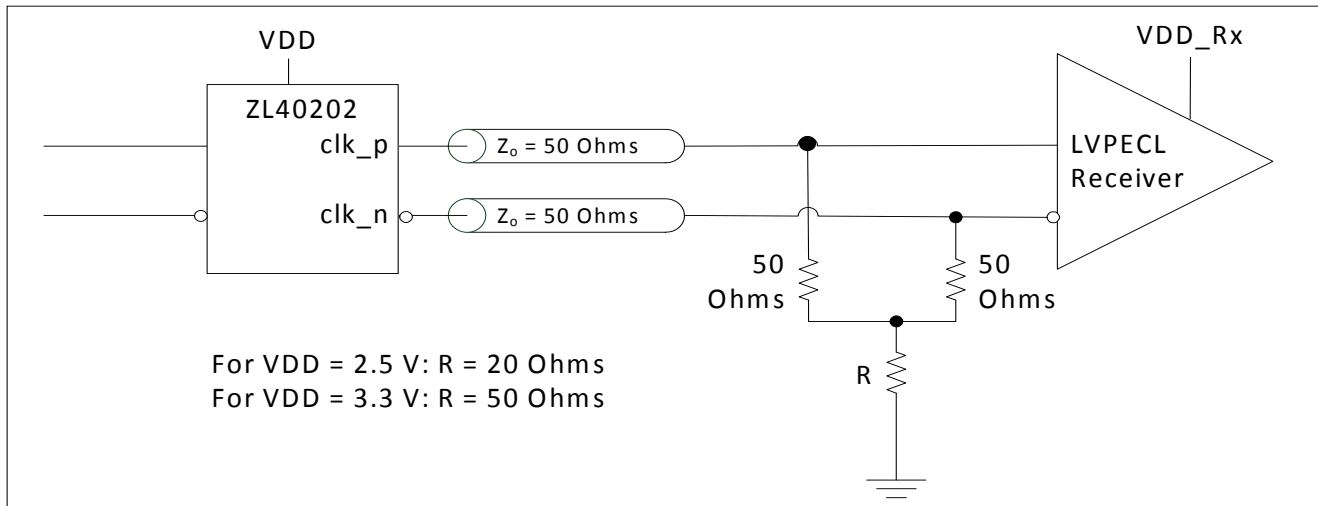 VDD
VDD_Rx
ZL40202
clk_p
Zo = 50 Ohms
LVPECL
Receiver
clk_n
Zo = 50 Ohms
50
Ohms
50
Ohms
For VDD = 2.5 V: R = 20 Ohms
For VDD = 3.3 V: R = 50 Ohms
R